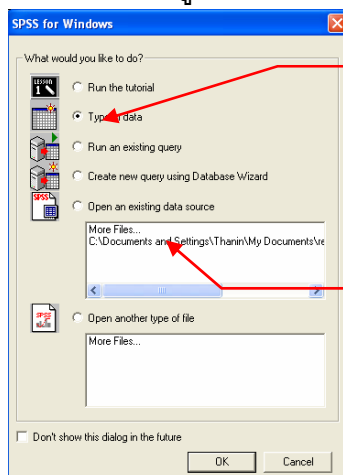 SPSS for Windows
What would you like to do?
Run the tutorial
Type in data
Run an existing query
Create new query using Database Wizard
Open an existing data source
More Files...
C:\Documents and Settings\Thanin\My Documents\re
Open another type of file
More Files...
Don't show this dialog in the future
OK Cancel